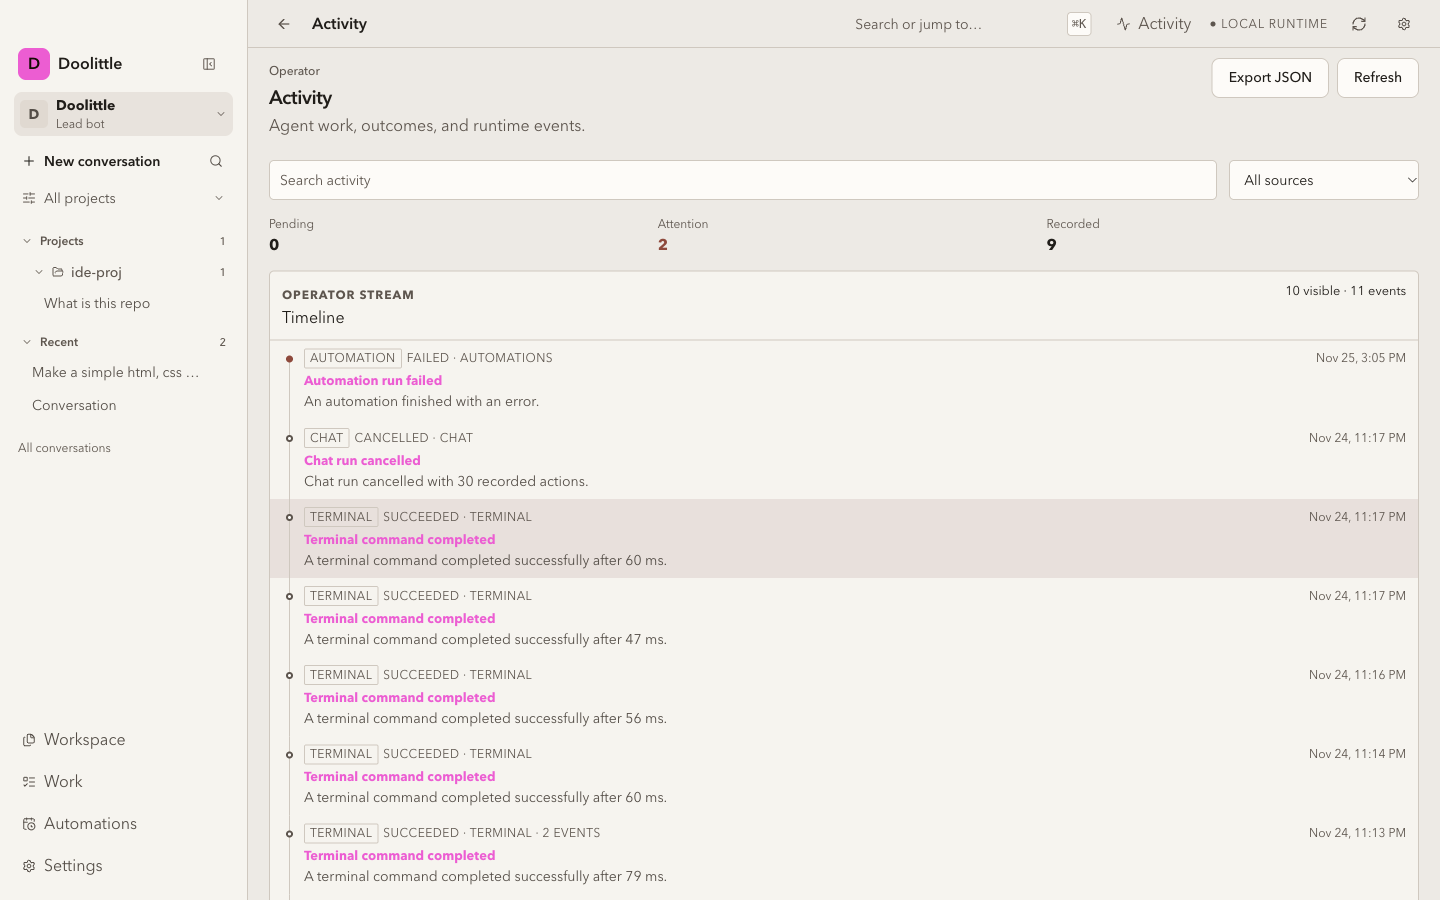 D Doolittle
D Doolittle
Lead bot
New conversation
All projects
Projects 1
ide-proj 1
What is this repo
Recent 2
Make a simple html, css …
Conversation
All conversations
Workspace
Work
Automations
Settings
Activity
Search or jump to…
⌘K
Activity
LOCAL RUNTIME
Operator
Activity
Agent work, outcomes, and runtime events.
Export JSON
Refresh
Search activity
All sources
Pending
0
Attention
2
Recorded
9
OPERATOR STREAM
Timeline
10 visible · 11 events
AUTOMATION FAILED · AUTOMATIONS Nov 25, 3:05 PM
Automation run failed
An automation finished with an error.
CHAT CANCELLED · CHAT Nov 24, 11:17 PM
Chat run cancelled
Chat run cancelled with 30 recorded actions.
TERMINAL SUCCEEDED · TERMINAL Nov 24, 11:17 PM
Terminal command completed
A terminal command completed successfully after 60 ms.
TERMINAL SUCCEEDED · TERMINAL Nov 24, 11:17 PM
Terminal command completed
A terminal command completed successfully after 47 ms.
TERMINAL SUCCEEDED · TERMINAL Nov 24, 11:16 PM
Terminal command completed
A terminal command completed successfully after 56 ms.
TERMINAL SUCCEEDED · TERMINAL Nov 24, 11:14 PM
Terminal command completed
A terminal command completed successfully after 60 ms.
TERMINAL SUCCEEDED · TERMINAL · 2 EVENTS Nov 24, 11:13 PM
Terminal command completed
A terminal command completed successfully after 79 ms.